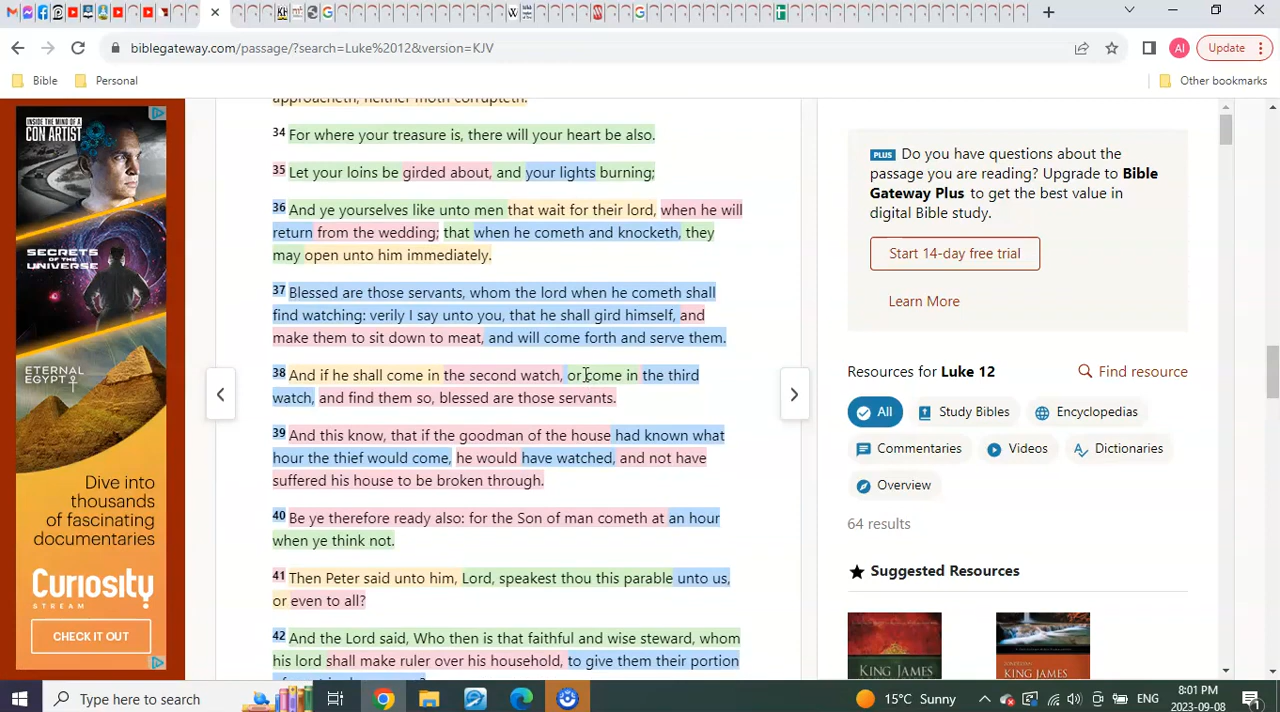 biblegateway.com/passage/?search=Luke%2012&version=KJV
AI
Update
Bible
Personal
Other bookmarks
INSIDE THE MIND OF A
CON ARTIST
SECRETS
OF THE
UNIVERSE
ETERNAL
EGYPT
Dive into
thousands
of fascinating
documentaries
CURIOSITY
STREAM
CHECK IT OUT
approacheth, neither moth corrupteth.
34 For where your treasure is, there will your heart be also.
35 Let your loins be girded about, and your lights burning;
36 And ye yourselves like unto men that wait for their lord, when he will
return from the wedding; that when he cometh and knocketh, they
may open unto him immediately.
37 Blessed are those servants, whom the lord when he cometh shall
find watching: verily I say unto you, that he shall gird himself, and
make them to sit down to meat, and will come forth and serve them.
38 And if he shall come in the second watch, or come in the third
watch, and find them so, blessed are those servants.
39 And this know, that if the goodman of the house had known what
hour the thief would come, he would have watched, and not have
suffered his house to be broken through.
40 Be ye therefore ready also: for the Son of man cometh at an hour
when ye think not.
41 Then Peter said unto him, Lord, speakest thou this parable unto us,
or even to all?
42 And the Lord said, Who then is that faithful and wise steward, whom
his lord shall make ruler over his household, to give them their portion
PLUS Do you have questions about the
passage you are reading? Upgrade to Bible
Gateway Plus to get the best value in
digital Bible study.
Start 14-day free trial
Learn More
Resources for Luke 12
Find resource
All
Study Bibles
Encyclopedias
Commentaries
Videos
Dictionaries
Overview
64 results
Suggested Resources
KING JAMES
KING JAMES
Type here to search
15°C Sunny
ENG
8:01 PM
2023-09-08
1